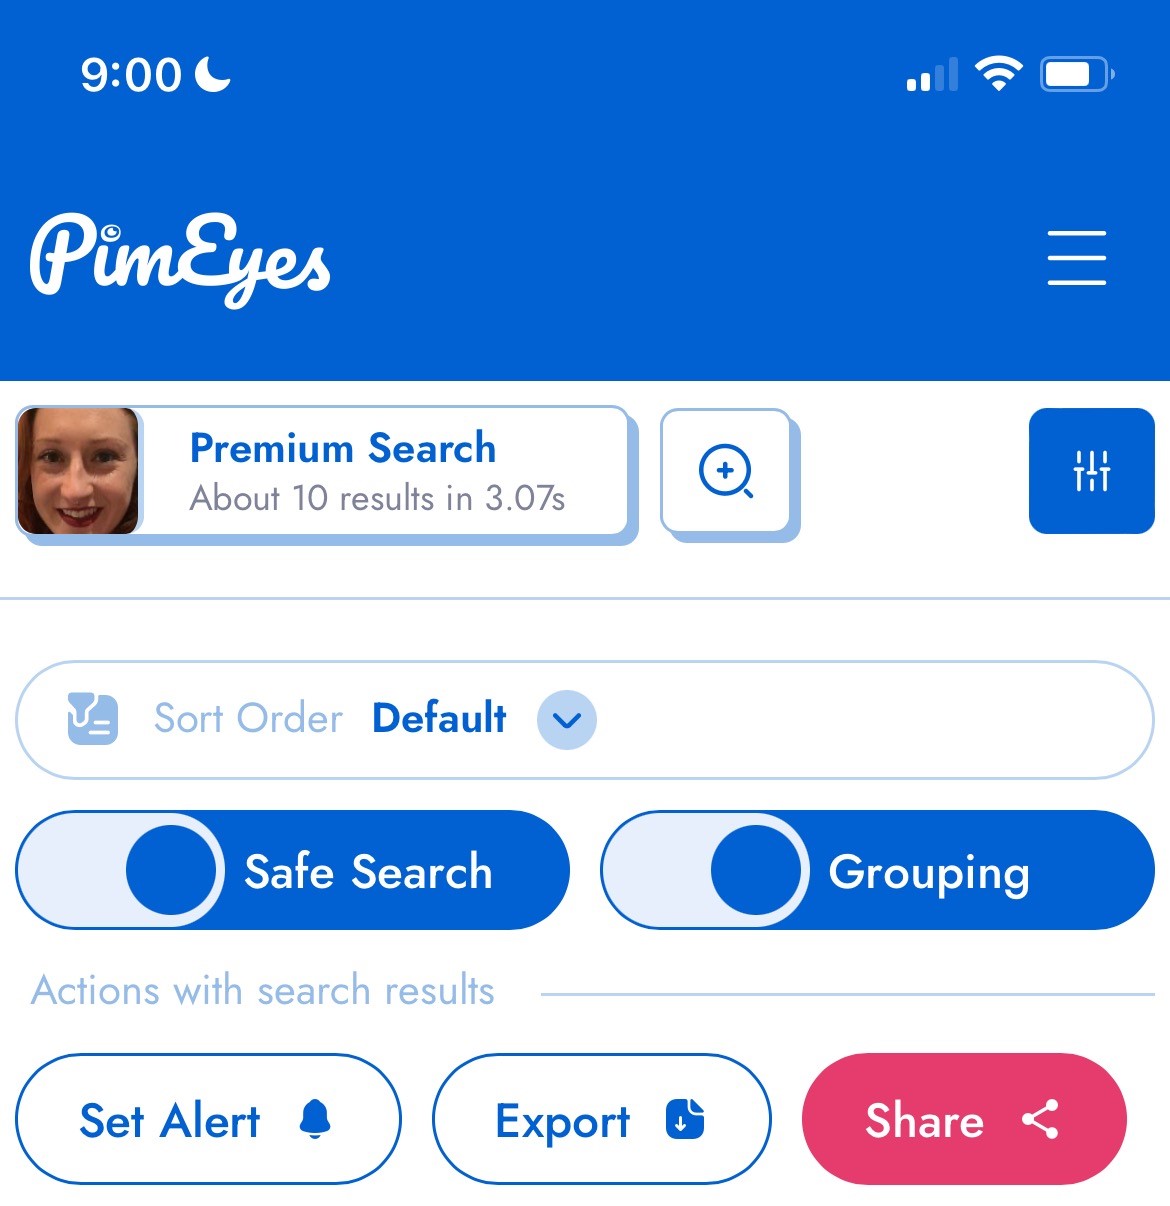 9:00
PimEyes
Premium Search
About 10 results in 3.07s
Sort Order Default
Safe Search Grouping
Actions with search results
Set Alert Export Share